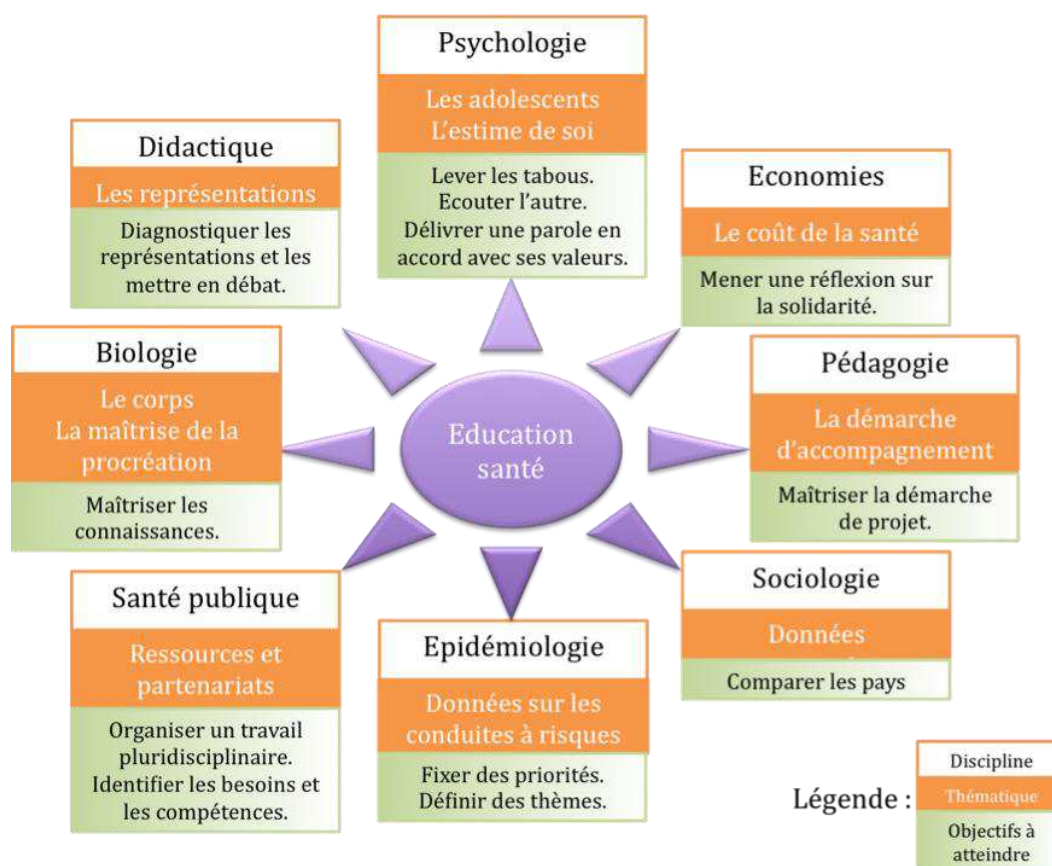 Psychologie
Les adolescents
L'estime de soi
Lever les tabous.
Ecouter l'autre.
Délivrer une parole en
accord avec ses valeurs.
Didactique
Les représentations
Diagnostiquer les
représentations et les
mettre en débat.
Economies
Le coût de la santé
Mener une réflexion sur
la solidarité.
Biologie
Le corps
La maîtrise de la
procréation
Maîtriser les
connaissances.
Education
santé
Pédagogie
La démarche
d'accompagnement
Maîtriser la démarche
de projet.
Santé publique
Ressources et
partenariats
Organiser un travail
pluridisciplinaire.
Identifier les besoins et
les compétences.
Epidémiologie
Données sur les
conduites à risques
Fixer des priorités.
Définir des thèmes.
Sociologie
Données
Comparer les pays
Légende :
Discipline
Thématique
Objectifs à
atteindre